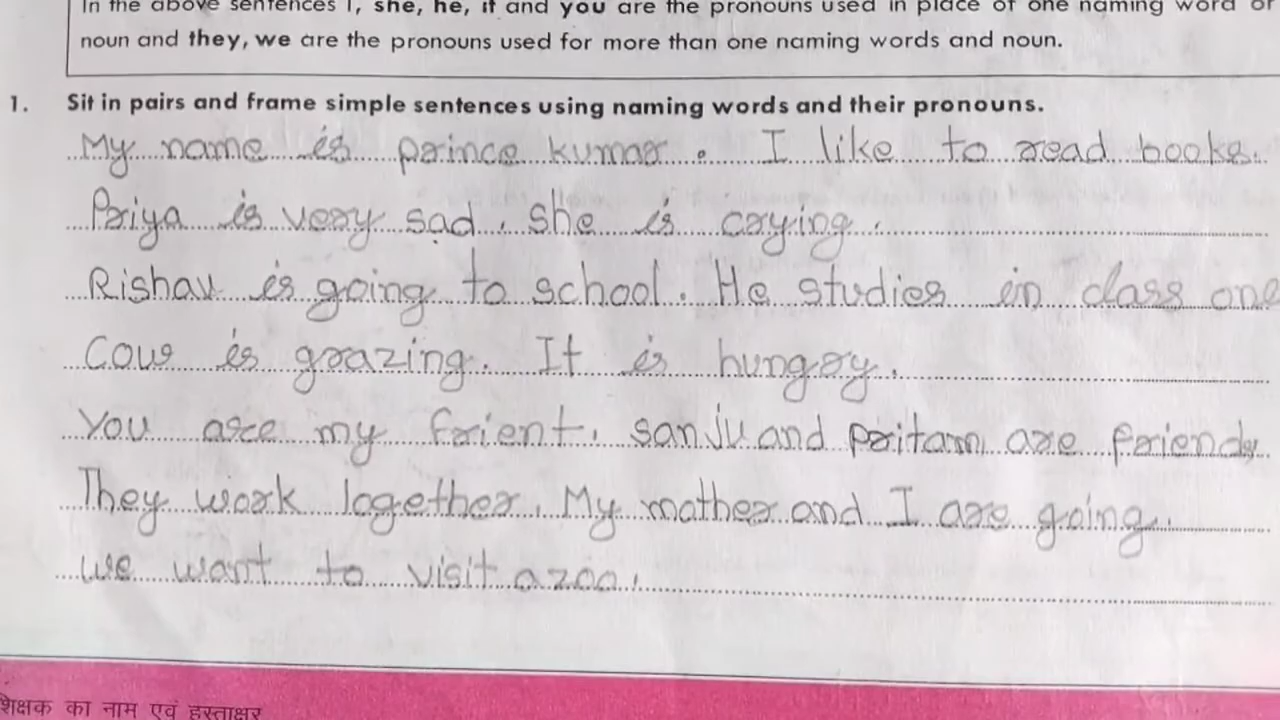 In the above sentences I, she, he, it and you are the pronouns used in place of one naming word or
noun and they, we are the pronouns used for more than one naming words and noun.
1. Sit in pairs and frame simple sentences using naming words and their pronouns.
My name is prince kumar. I like to read books.
Priya is very sad. she is crying.
Rishav is going to school. He studies in class one
Cow is grazing. It is hungry.
You are my frient. sanju and pritam are friends
They work together. My mother and I are going.
we want to visit a zoo.
शिक्षक का नाम एवं हस्ताक्षर